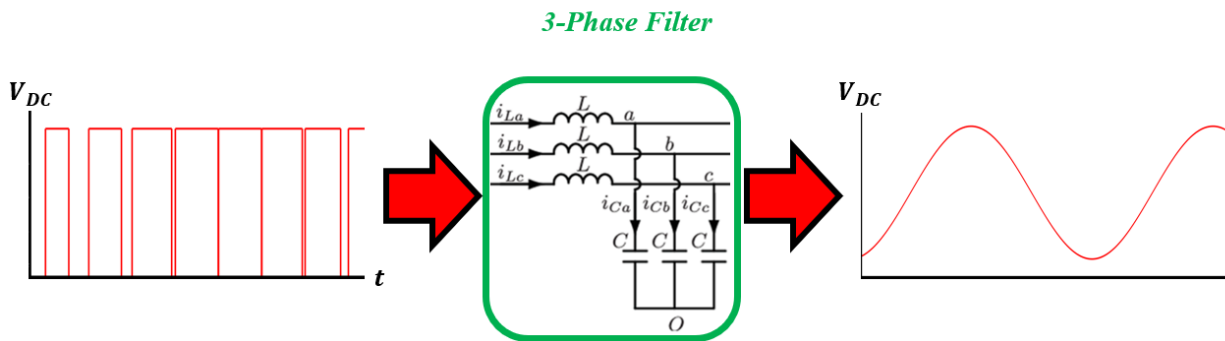 3-Phase Filter
V_DC
t
i_La
L
a
i_Lb
L
b
i_Lc
L
c
i_Ca i_Cb i_Cc
C C C
O
V_DC